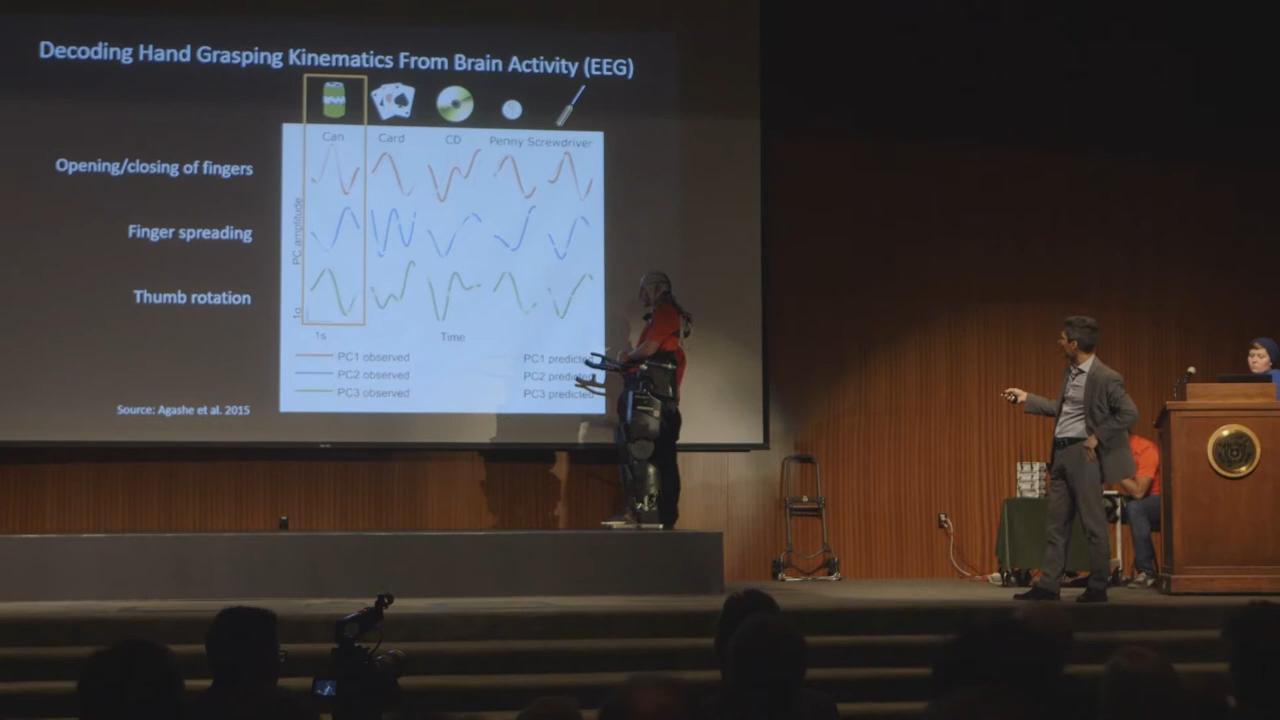 Decoding Hand Grasping Kinematics From Brain Activity (EEG)
Can Card CD Penny Screwdriver
Opening/closing of fingers
Finger spreading
Thumb rotation
PC amplitude
1σ
1s
Time
PC1 observed PC1 predicted
PC2 observed PC2 predicted
PC3 observed PC3 predicted
Source: Agashe et al. 2015